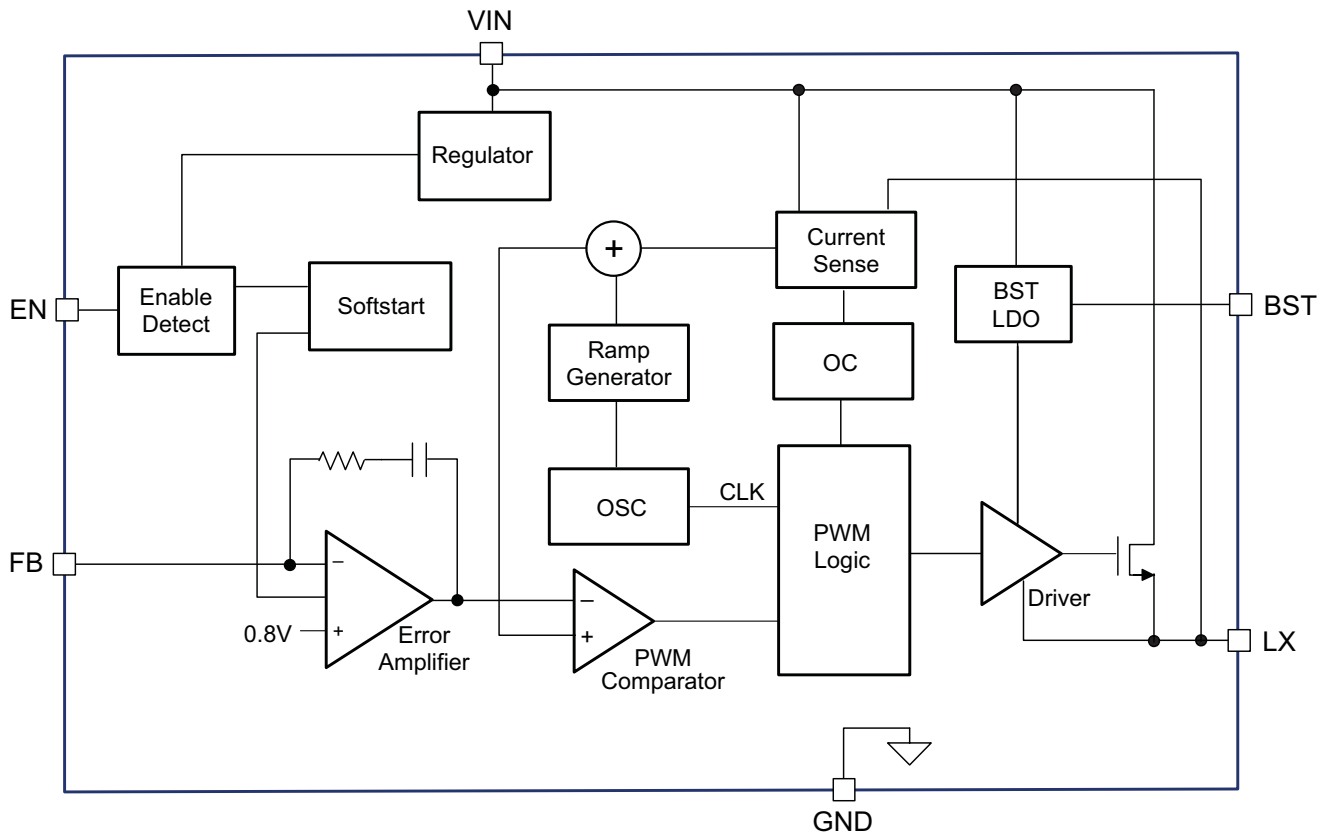 VIN
Regulator
Current
Sense
+
EN
Enable
Detect
Softstart
BST
LDO
BST
Ramp
Generator
OC
OSC
CLK
PWM
Logic
FB
−
−
+
0.8V
+
Error
Amplifier
PWM
Comparator
Driver
LX
GND